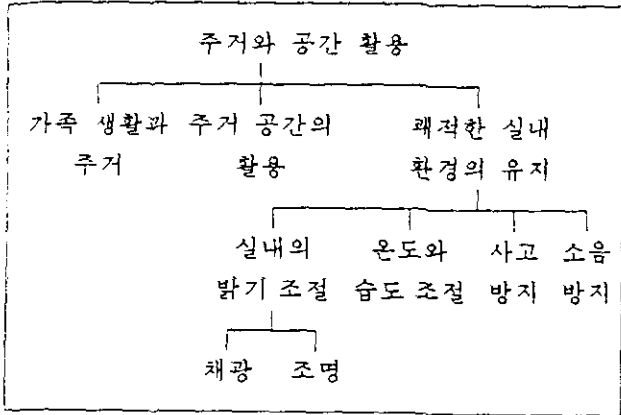 주거와 공간 활용
가족 생활과 주거 공간의 쾌적한 실내
주거 활용 환경의 유지
실내의 온도와 사고 소음
밝기 조절 습도 조절 방지 방지
채광 조명